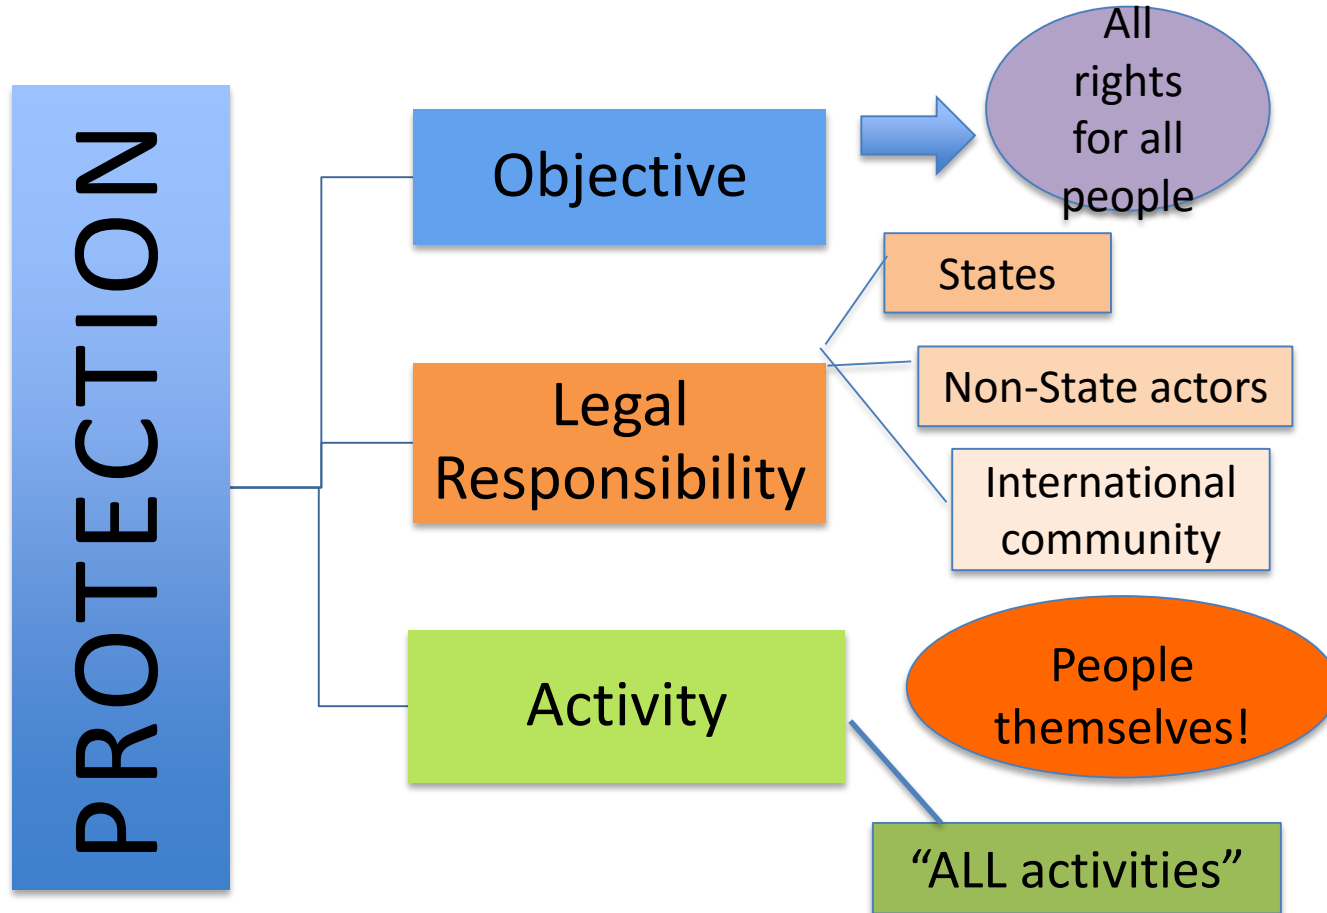 PROTECTION
Objective
All
rights
for all
people
Legal
Responsibility
States
Non-State actors
International
community
Activity
People
themselves!
“ALL activities”